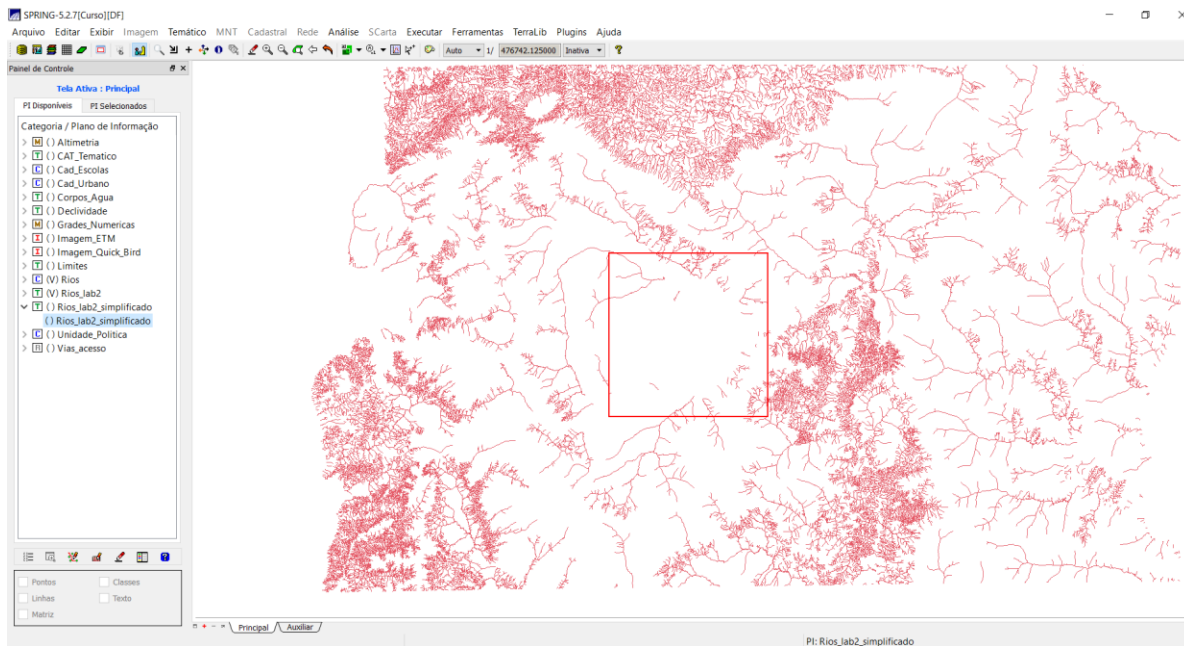 SPRING-5.2.7[Curso][DF]
Arquivo Editar Exibir Imagem Temático MNT Cadastral Rede Análise SCarta Executar Ferramentas TerraLib Plugins Ajuda
Auto 1/ 476742.125000 Inativa
Painel de Controle
Tela Ativa : Principal
PI Disponíveis PI Selecionados
Categoria / Plano de Informação
M ( ) Altimetria
T ( ) CAT_Tematico
C ( ) Cad_Escolas
C ( ) Cad_Urbano
T ( ) Corpos_Agua
T ( ) Declividade
M ( ) Grades_Numericas
I ( ) Imagem_ETM
I ( ) Imagem_Quick_Bird
T ( ) Limites
C (V) Rios
T (V) Rios_lab2
T ( ) Rios_lab2_simplificado
( ) Rios_lab2_simplificado
C ( ) Unidade_Politica
( ) Vias_acesso
Pontos Classes
Linhas Texto
Matriz
Principal Auxiliar
PI: Rios_lab2_simplificado